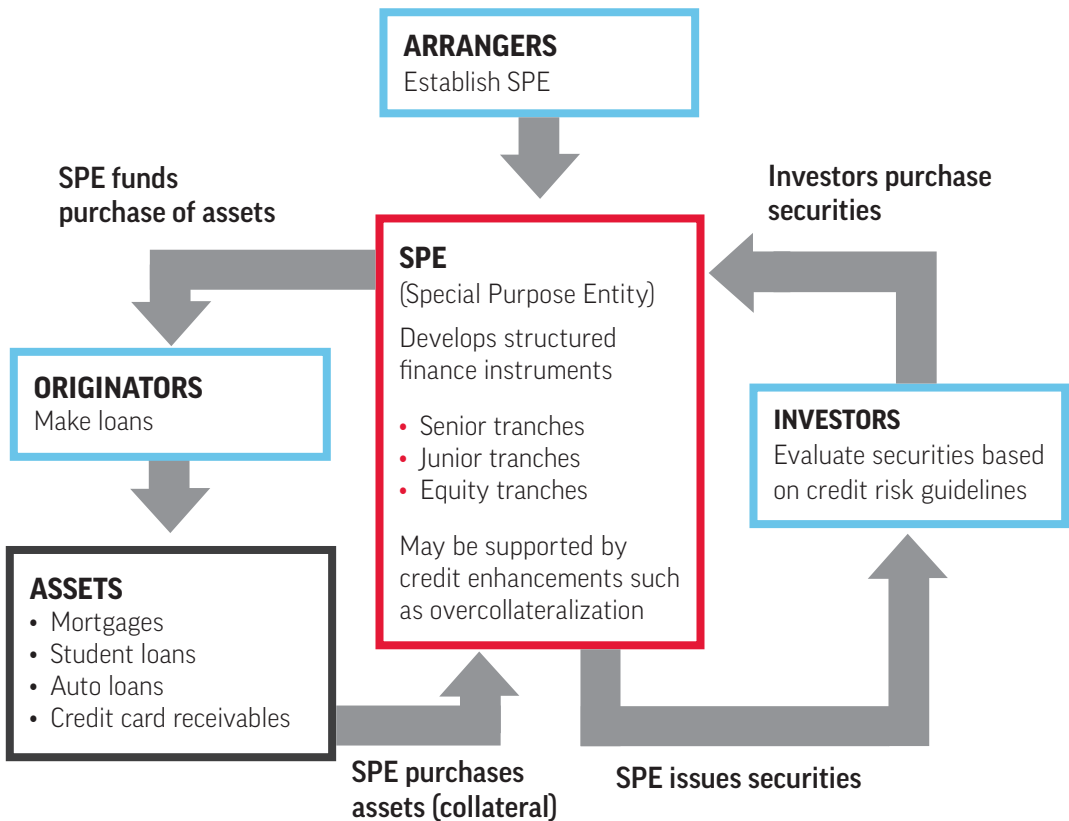 ARRANGERS
Establish SPE
SPE funds
purchase of assets
Investors purchase
securities
SPE
(Special Purpose Entity)
Develops structured
finance instruments
• Senior tranches
• Junior tranches
• Equity tranches
May be supported by
credit enhancements such
as overcollateralization
ORIGINATORS
Make loans
INVESTORS
Evaluate securities based
on credit risk guidelines
ASSETS
• Mortgages
• Student loans
• Auto loans
• Credit card receivables
SPE purchases
assets (collateral)
SPE issues securities